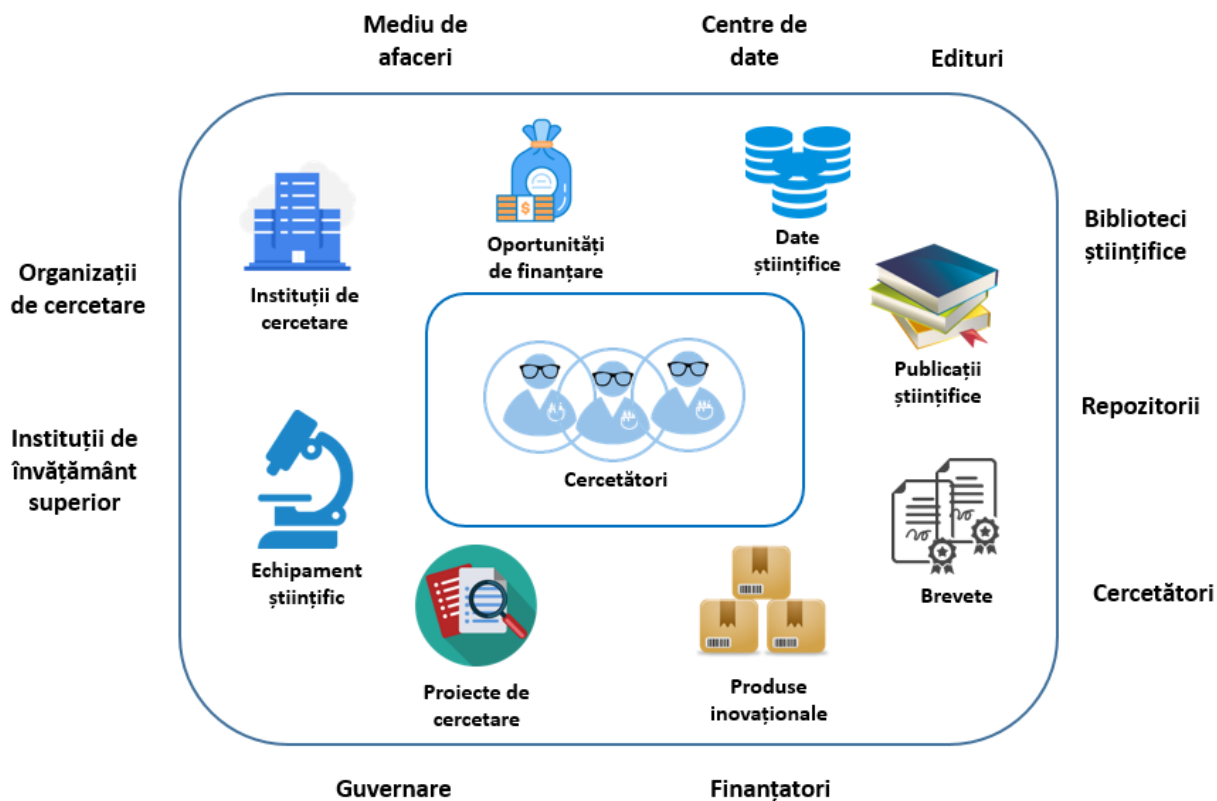 Mediu de
afaceri
Centre de
date
Edituri
Oportunități
de finanțare
Date
științifice
Biblioteci
științifice
Organizații
de cercetare
Instituții de
cercetare
Publicații
științifice
Repozitorii
Instituții de
învățământ
superior
Cercetători
Echipament
științific
Brevete
Cercetători
Proiecte de
cercetare
Produse
inovaționale
Guvernare
Finanțatori